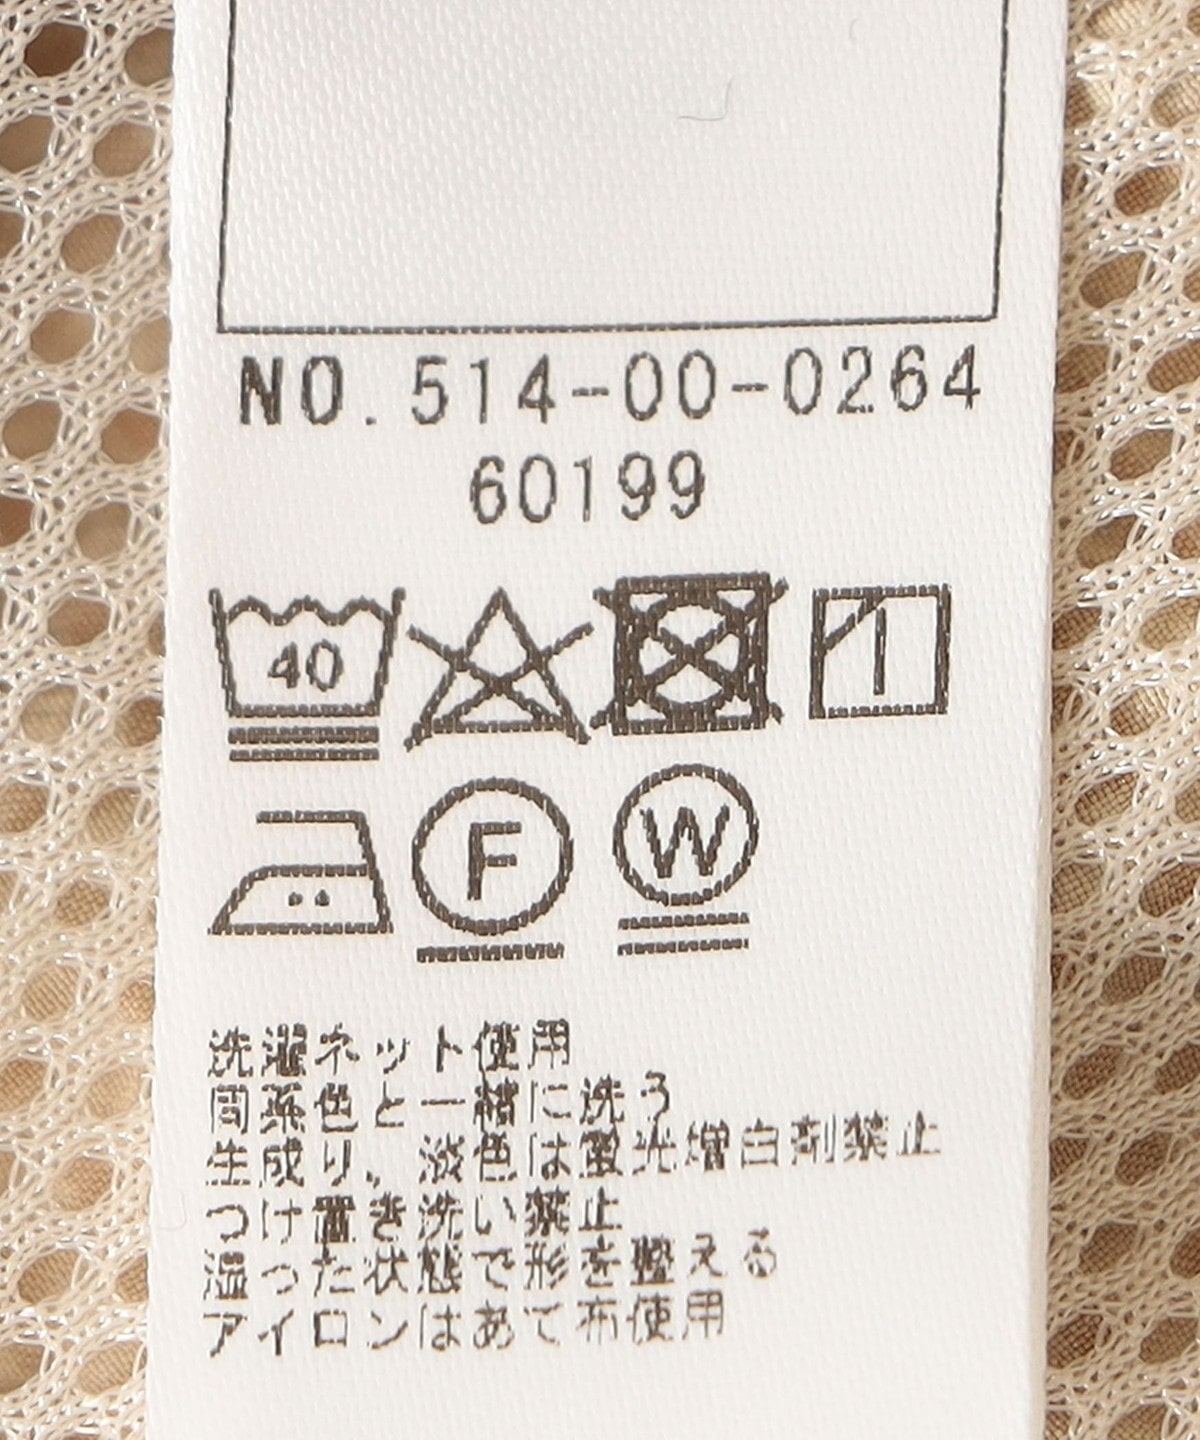 NO.514-00-0264
60199
40
F
W
洗濯ネット使用
同系色と一緒に洗う
生成り、淡色は蛍光増白剤禁止
つけ置き洗い禁止
湿った状態で形を整える
アイロンはあて布使用